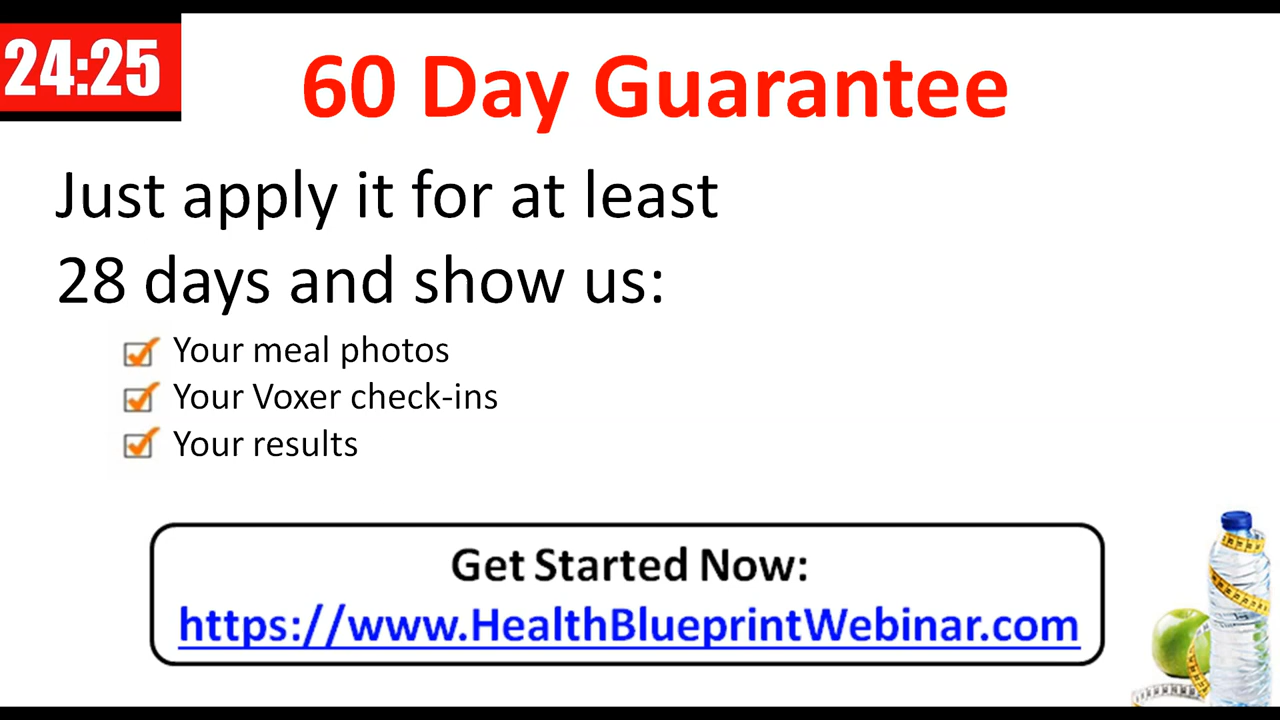 24:25
60 Day Guarantee
Just apply it for at least
28 days and show us:
Your meal photos
Your Voxer check-ins
Your results
Get Started Now:
https://www.HealthBlueprintWebinar.com